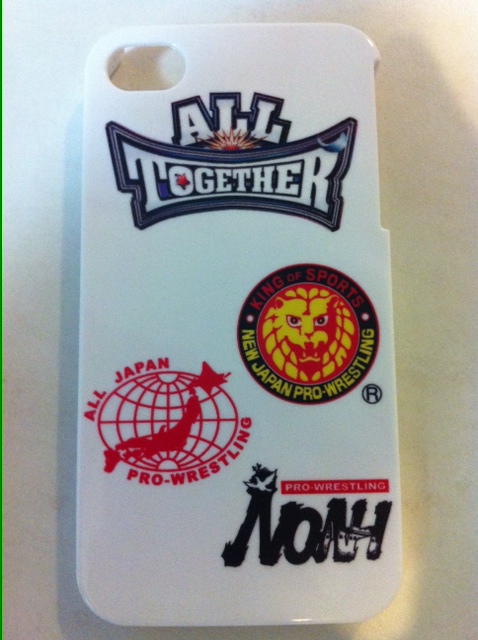 ALL
TOGETHER
KING OF SPORTS
NEW JAPAN PRO-WRESTLING
®
ALL JAPAN
PRO-WRESTLING
PRO-WRESTLING
NOAH